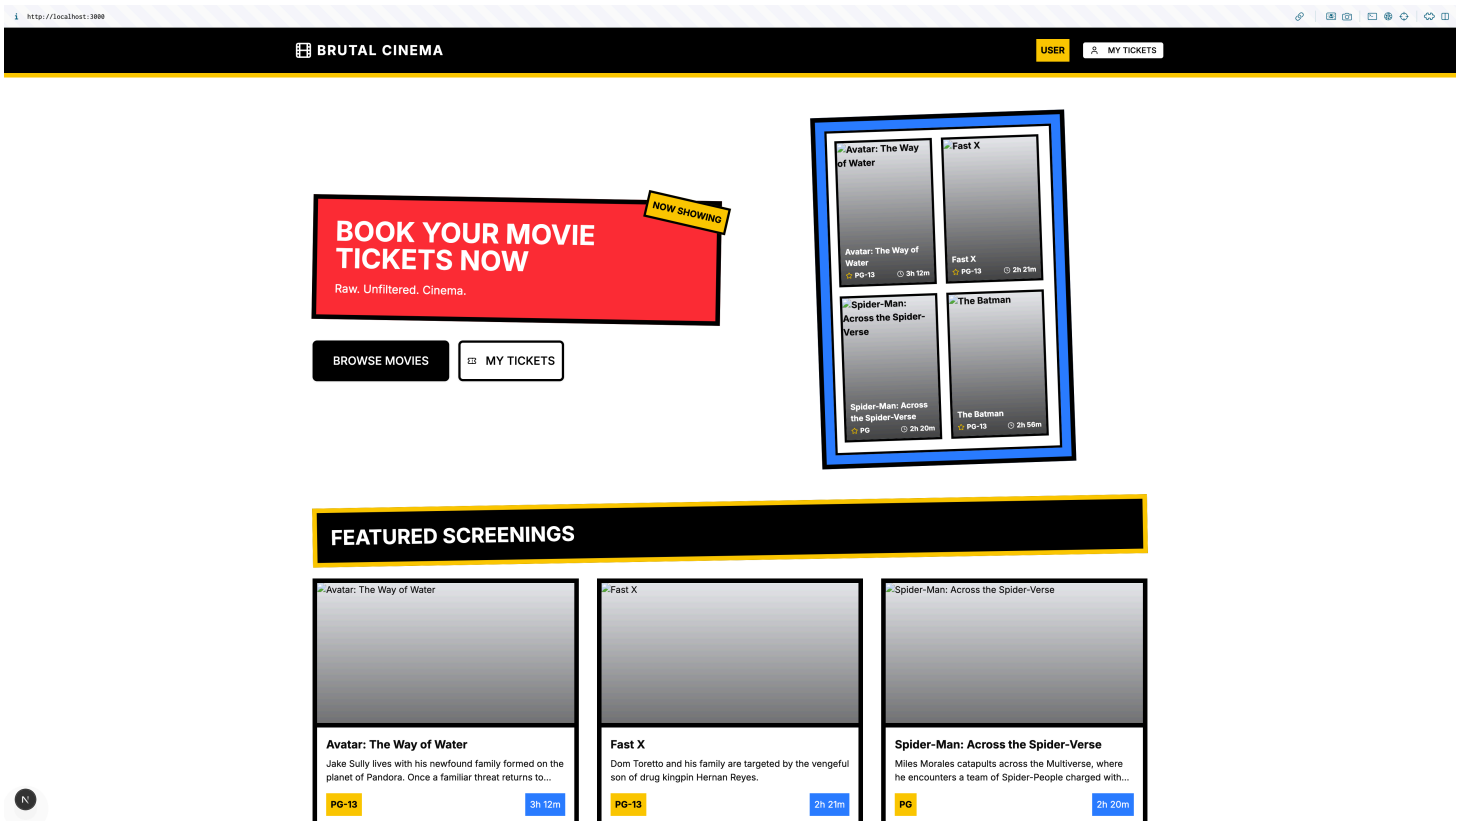 http://localhost:3000
BRUTAL CINEMA
USER
MY TICKETS
NOW SHOWING
BOOK YOUR MOVIE
TICKETS NOW
Raw. Unfiltered. Cinema.
BROWSE MOVIES
MY TICKETS
Avatar: The Way
of Water
Avatar: The Way of
Water
PG-13
3h 12m
Fast X
Fast X
PG-13
2h 21m
Spider-Man:
Across the Spider-
Verse
Spider-Man: Across
the Spider-Verse
PG
2h 20m
The Batman
The Batman
PG-13
2h 56m
FEATURED SCREENINGS
Avatar: The Way of Water
Avatar: The Way of Water
Jake Sully lives with his newfound family formed on the
planet of Pandora. Once a familiar threat returns to...
PG-13
3h 12m
Fast X
Fast X
Dom Toretto and his family are targeted by the vengeful
son of drug kingpin Hernan Reyes.
PG-13
2h 21m
Spider-Man: Across the Spider-Verse
Spider-Man: Across the Spider-Verse
Miles Morales catapults across the Multiverse, where
he encounters a team of Spider-People charged with...
PG
2h 20m
N